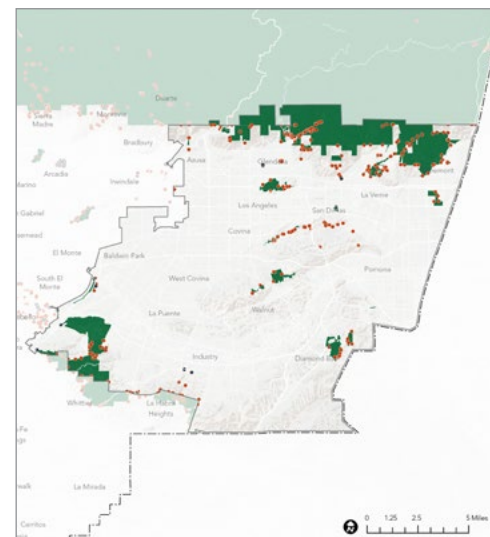 Duarte
Sierra
Madre
Monrovia
Bradbury
Azusa
Glendora
Claremont
Arcadia
Irwindale
La Verne
Los Angeles
San Dimas
Covina
El Monte
Baldwin Park
South El
Monte
West Covina
Pomona
La Puente
Walnut
Industry
Diamond Bar
Whittier
La Habra
Heights
La Mirada
Cerritos
0 1.25 2.5 5 Miles